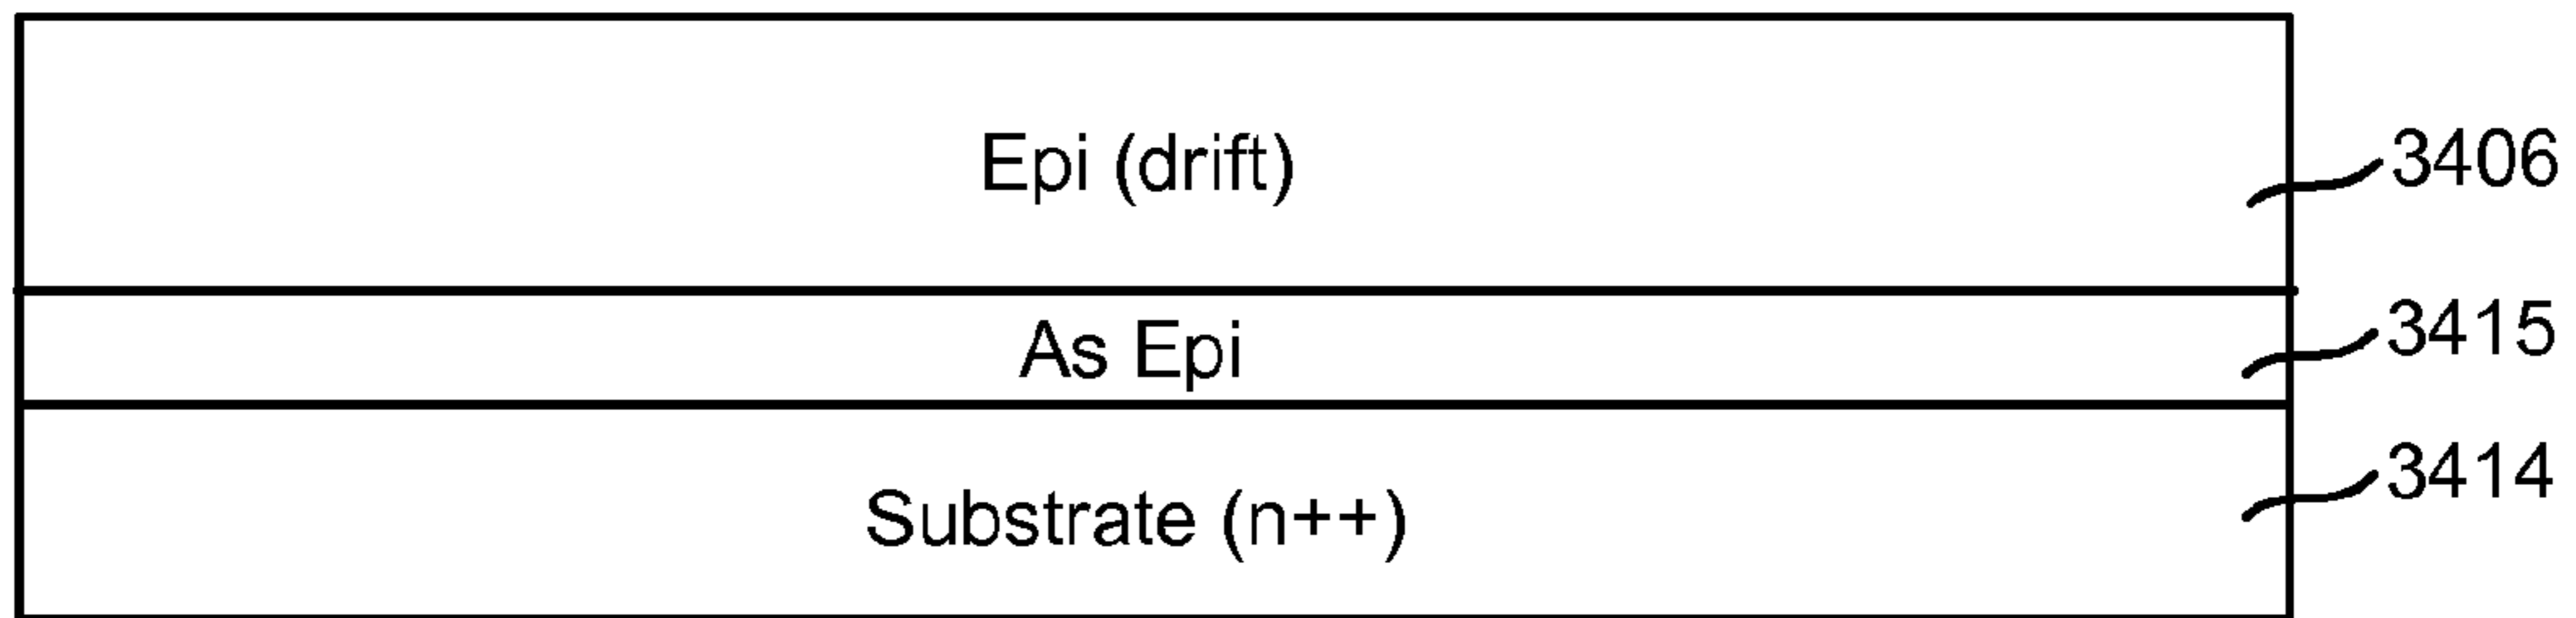 Epi (drift)
3406
As Epi
3415
Substrate (n++)
3414